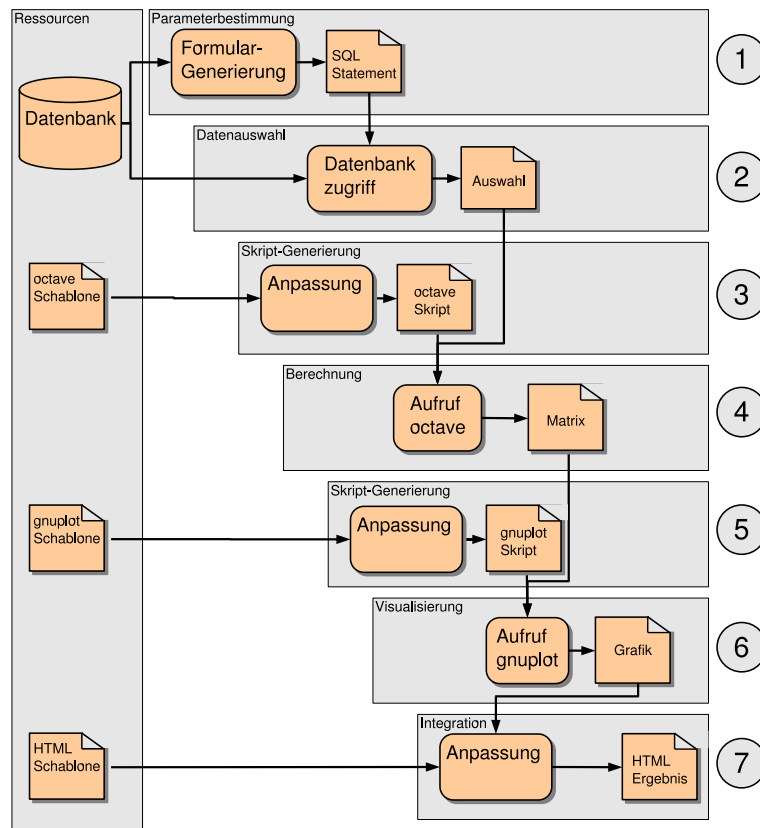 Ressourcen
Parameterbestimmung
Formular-
Generierung
SQL
Statement
1
Datenbank
Datenauswahl
Datenbank
zugriff
Auswahl
2
Skript-Generierung
octave
Schablone
Anpassung
octave
Skript
3
Berechnung
Aufruf
octave
Matrix
4
Skript-Generierung
gnuplot
Schablone
Anpassung
gnuplot
Skript
5
Visualisierung
Aufruf
gnuplot
Grafik
6
Integration
HTML
Schablone
Anpassung
HTML
Ergebnis
7